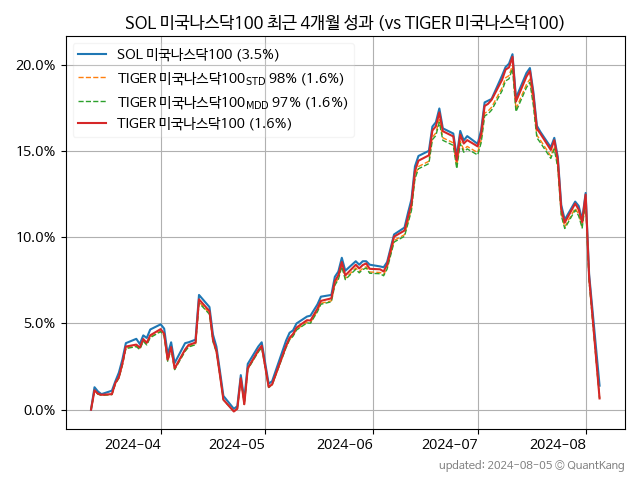 SOL 미국나스닥100 최근 4개월 성과 (vs TIGER 미국나스닥100)
SOL 미국나스닥100 (3.5%)
TIGER 미국나스닥100STD 98% (1.6%)
TIGER 미국나스닥100MDD 97% (1.6%)
TIGER 미국나스닥100 (1.6%)
20.0%
15.0%
10.0%
5.0%
0.0%
2024-04
2024-05
2024-06
2024-07
2024-08
updated: 2024-08-05 © QuantKang